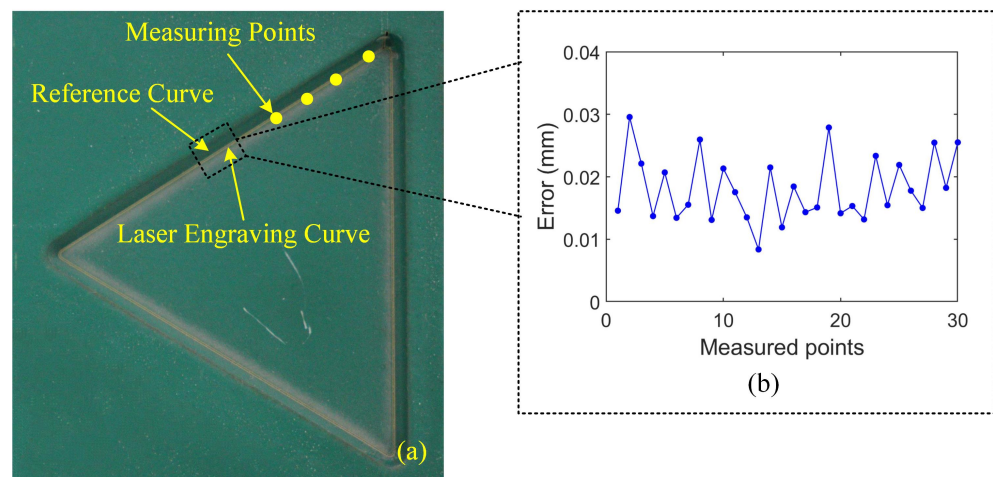 Measuring Points
Reference Curve
Laser Engraving Curve
(a)
0.04
0.03
0.02
0.01
0
Error (mm)
0
10
20
30
Measured points
(b)